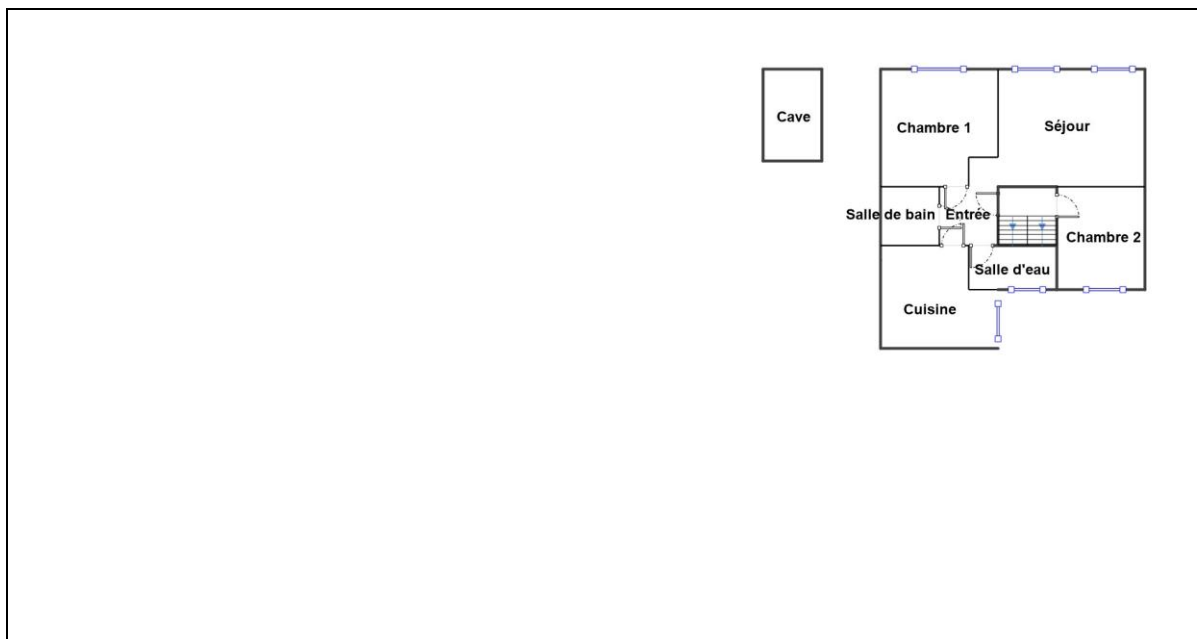 Cave
Chambre 1
Séjour
Salle de bain
Entrée
Chambre 2
Salle d'eau
Cuisine